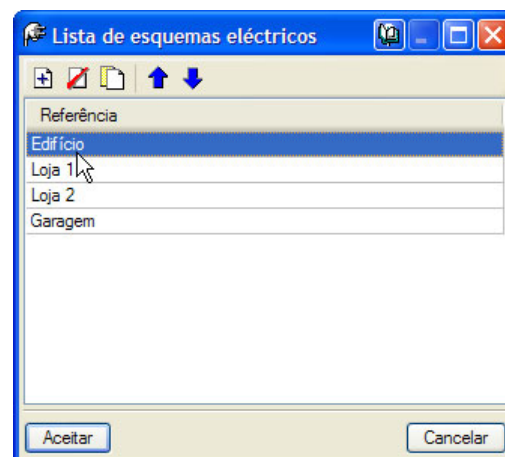 Lista de esquemas eléctricos
Referência
Edifício
Loja 1
Loja 2
Garagem
Aceitar
Cancelar